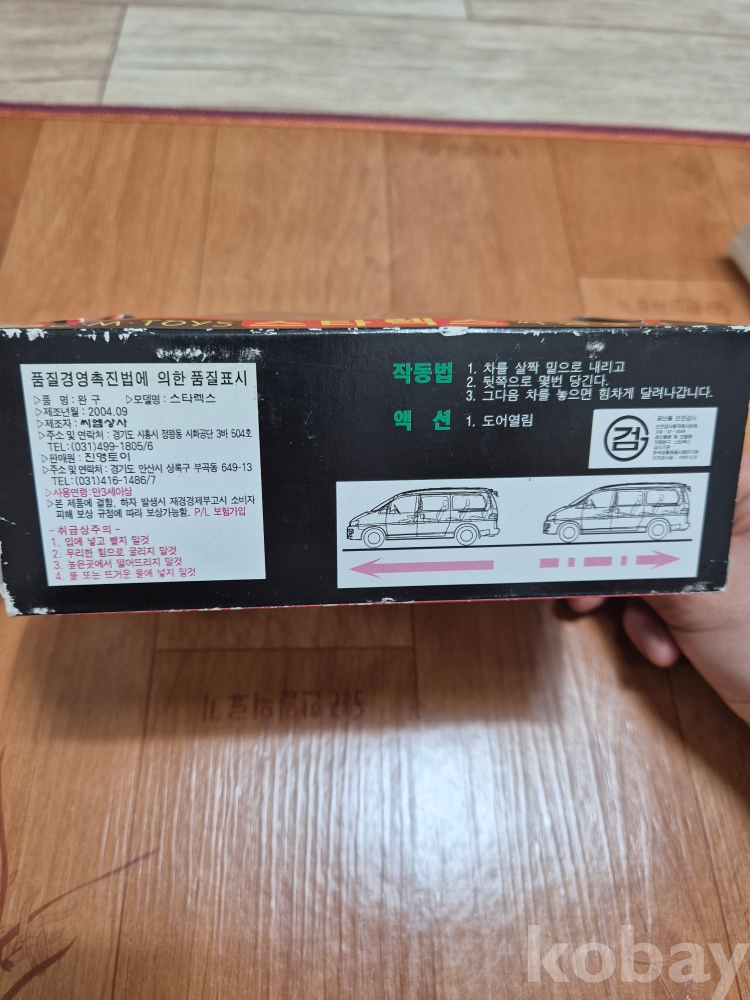 M TOYS 스타렉스
품질경영촉진법에 의한 품질표시
▷품 명:완구 ▷모델명:스타렉스
▷제조년월:2004.09
▷제조자:씨엠상사
▷주소 및 연락처:경기도 시흥시 정왕동 시화공단 3바 504호
TEL:(031)499-1805/6
▷판매원:진영토이
▷주소 및 연락처:경기도 안산시 상록구 부곡동 649-13
TEL:(031)416-1486/7
▷사용연령:만3세이상
▷본 제품에 결함, 하자 발생시 재경경제부고시 소비자
피해 보상 규정에 따라 보상가능함. P/L 보험가입
- 취급상주의 -
1. 입에 넣고 빨지 말것
2. 무리한 힘으로 굴리지 말것
3. 높은곳에서 떨어뜨리지 말것
4. 불 또는 뜨거운 물에 넣지 말것
작동법 1. 차를 살짝 밑으로 내리고
2. 뒷쪽으로 몇번 당긴다.
3. 그다음 차를 놓으면 힘차게 달려나갑니다.
액 션 1. 도어열림
검
공산품 안전검사
kobay